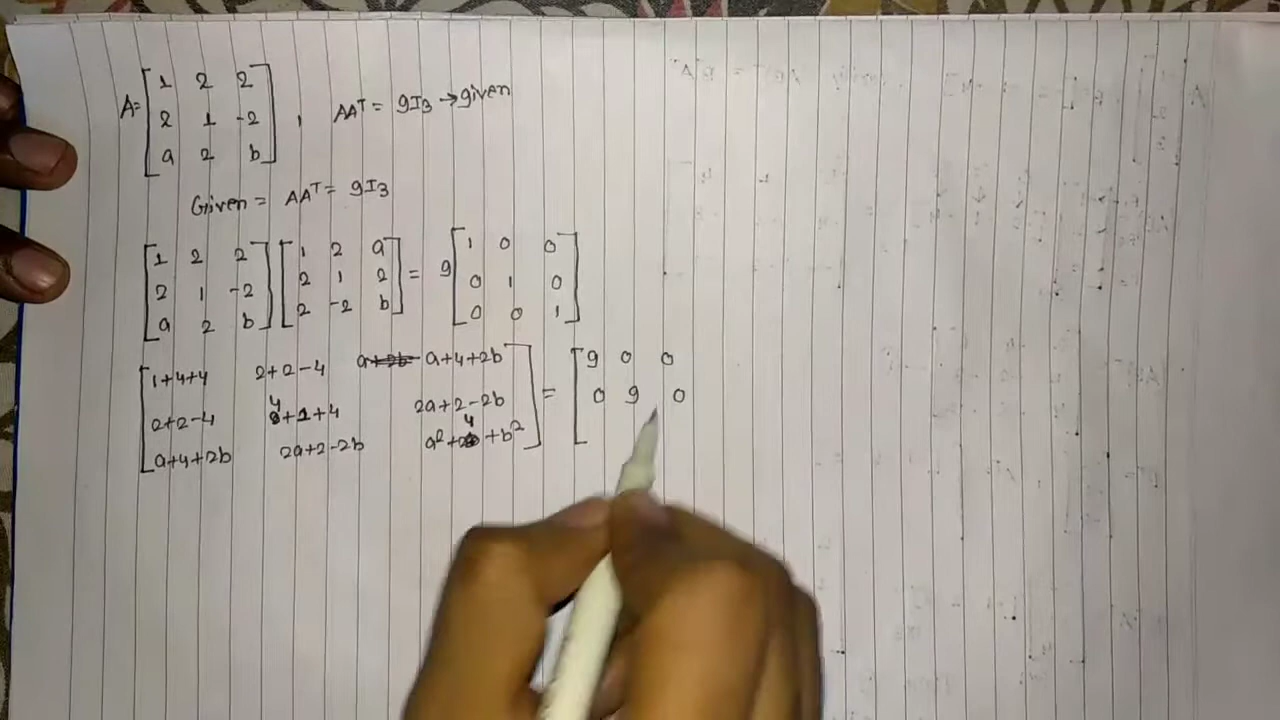 A= [1 2 2
2 1 -2
a 2 b] , AAᵀ = 9I₃ → given
Given = AAᵀ = 9I₃
[1 2 2
2 1 -2
a 2 b] [1 2 a
2 1 2
2 -2 b] = 9 [1 0 0
0 1 0
0 0 1]
[1+4+4 2+2-4 a+4+2b
2+2-4 4+1+4 2a+2-2b
a+4+2b 2a+2-2b a²+4+b²] = [9 0 0
0 9 0